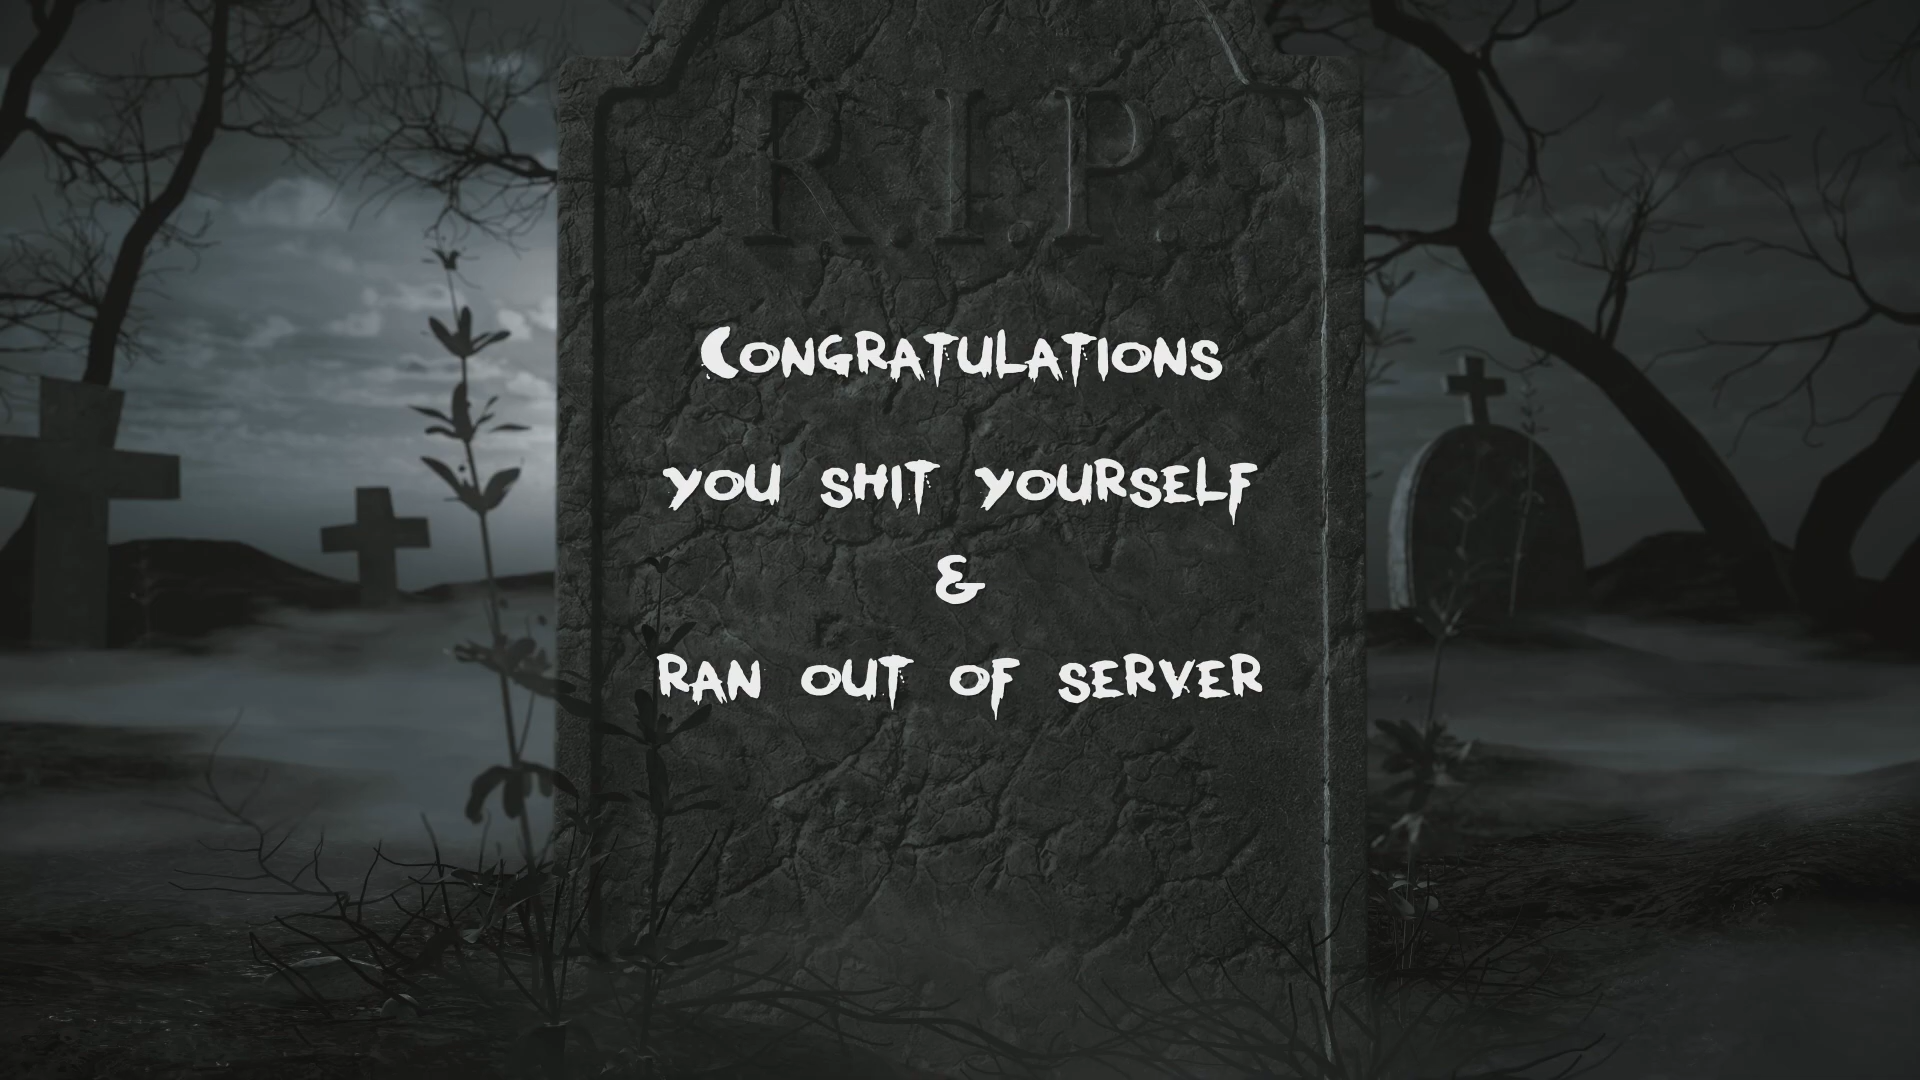 R.I.P.
Congratulations
you shit yourself
&
ran out of server